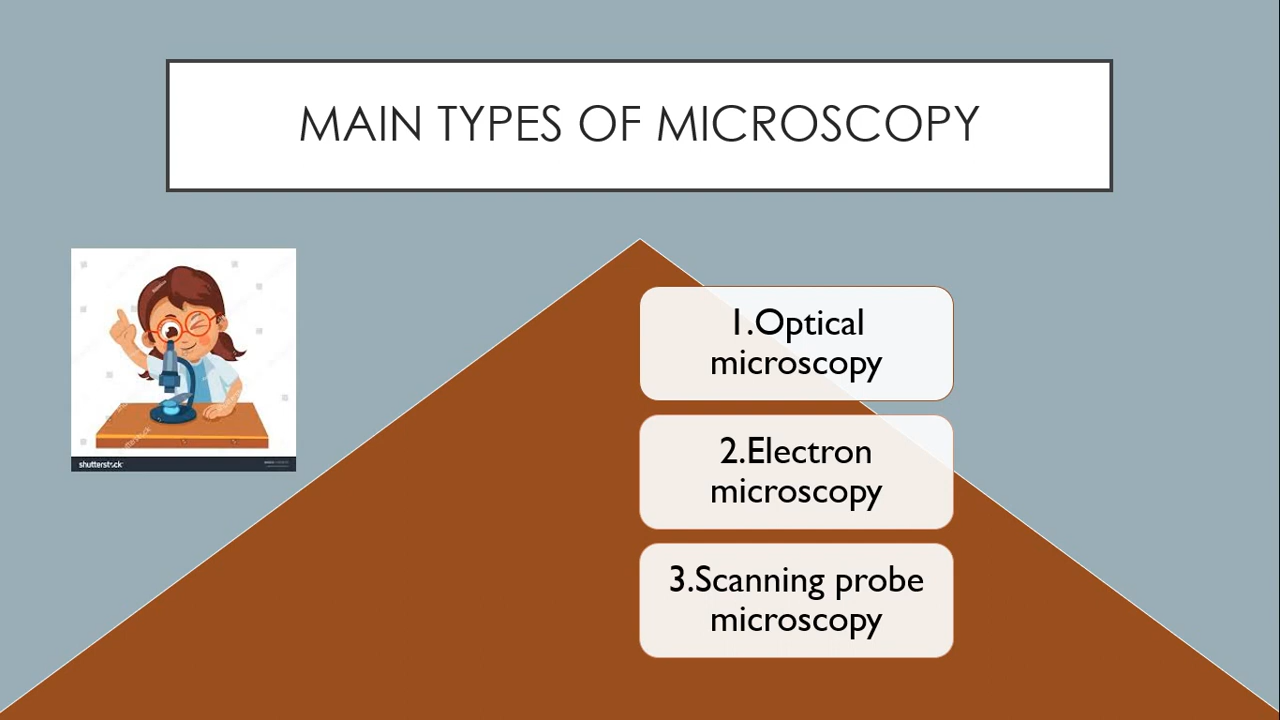 MAIN TYPES OF MICROSCOPY
1.Optical
microscopy
2.Electron
microscopy
3.Scanning probe
microscopy
shutterstock